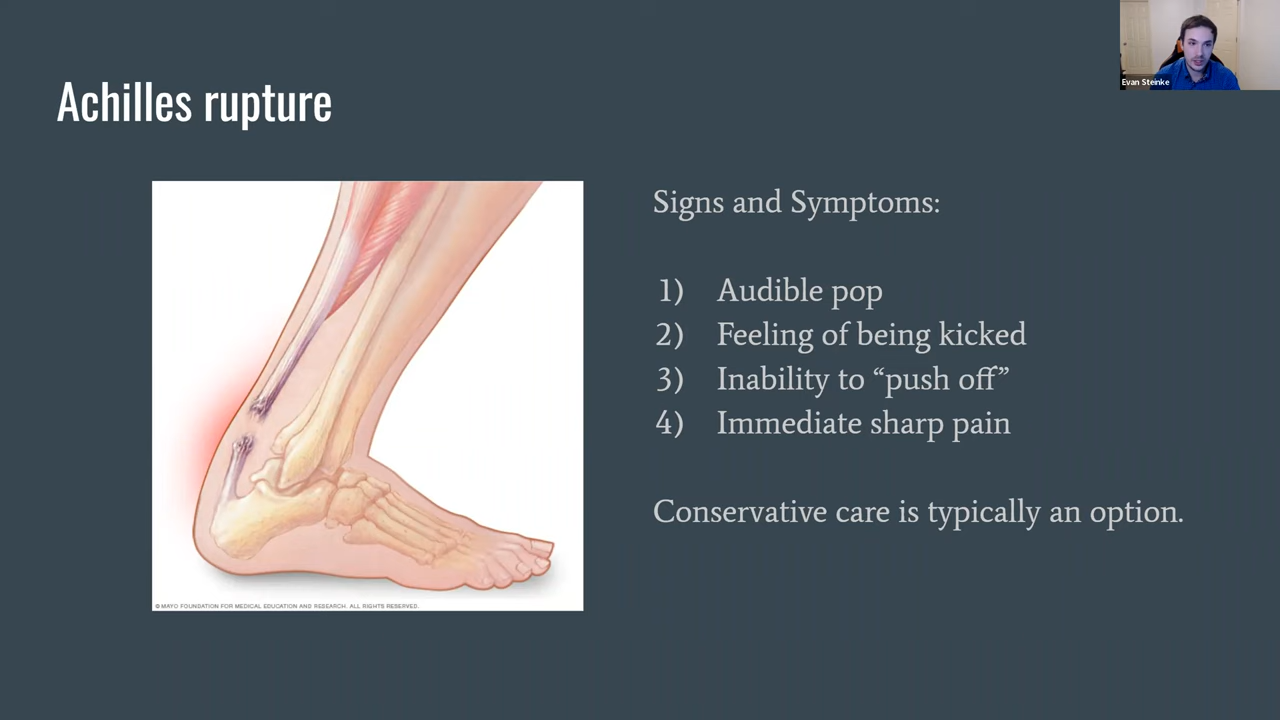 Evan Steinke
Achilles rupture
Signs and Symptoms:
1) Audible pop
2) Feeling of being kicked
3) Inability to “push off”
4) Immediate sharp pain
Conservative care is typically an option.
© MAYO FOUNDATION FOR MEDICAL EDUCATION AND RESEARCH. ALL RIGHTS RESERVED.